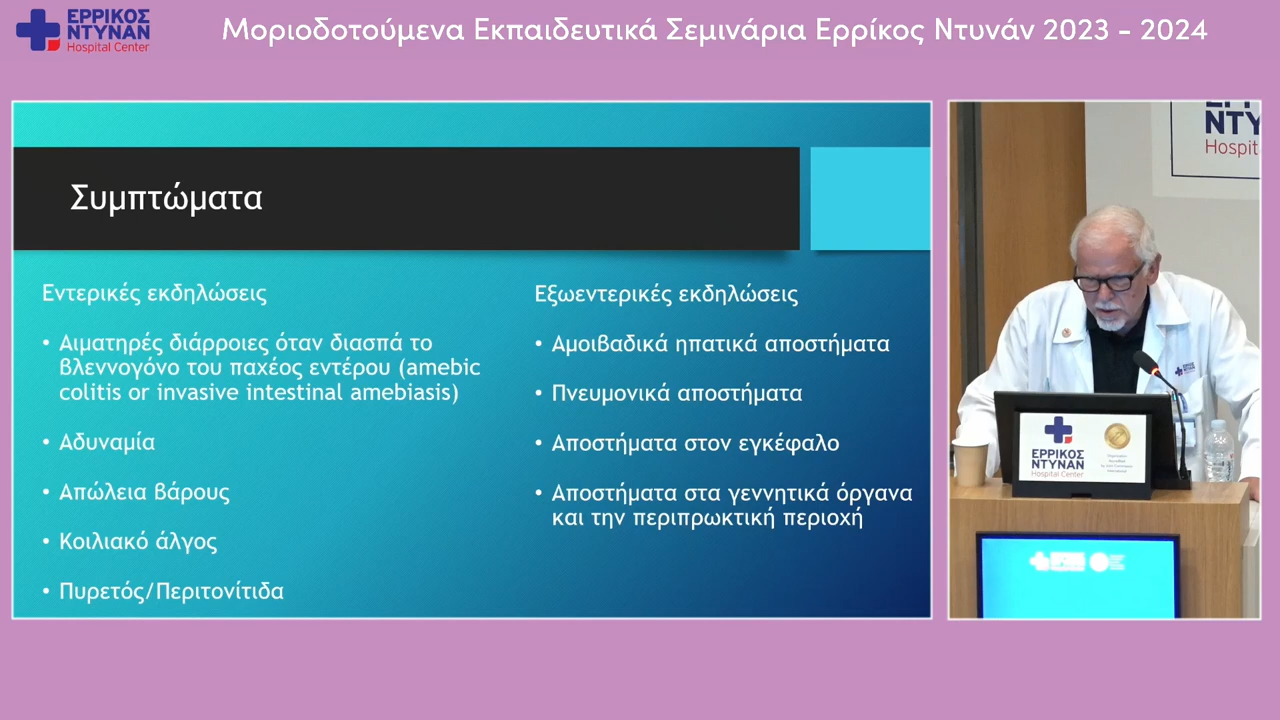 ΕΡΡΙΚΟΣ
ΝΤΥΝΑΝ
Hospital Center
Μοριοδοτούμενα Εκπαιδευτικά Σεμινάρια Ερρίκος Ντυνάν 2023 - 2024
Συμπτώματα
Εντερικές εκδηλώσεις
• Αιματηρές διάρροιες όταν διασπά το
βλεννογόνο του παχέος εντέρου (amebic
colitis or invasive intestinal amebiasis)
• Αδυναμία
• Απώλεια βάρους
• Κοιλιακό άλγος
• Πυρετός/Περιτονίτιδα
Εξωεντερικές εκδηλώσεις
• Αμοιβαδικά ηπατικά αποστήματα
• Πνευμονικά αποστήματα
• Αποστήματα στον εγκέφαλο
• Αποστήματα στα γεννητικά όργανα
και την περιπρωκτική περιοχή
ΝΤΥ
Hospit
ΕΡΡΙΚΟΣ
ΝΤΥΝΑΝ
Hospital Center